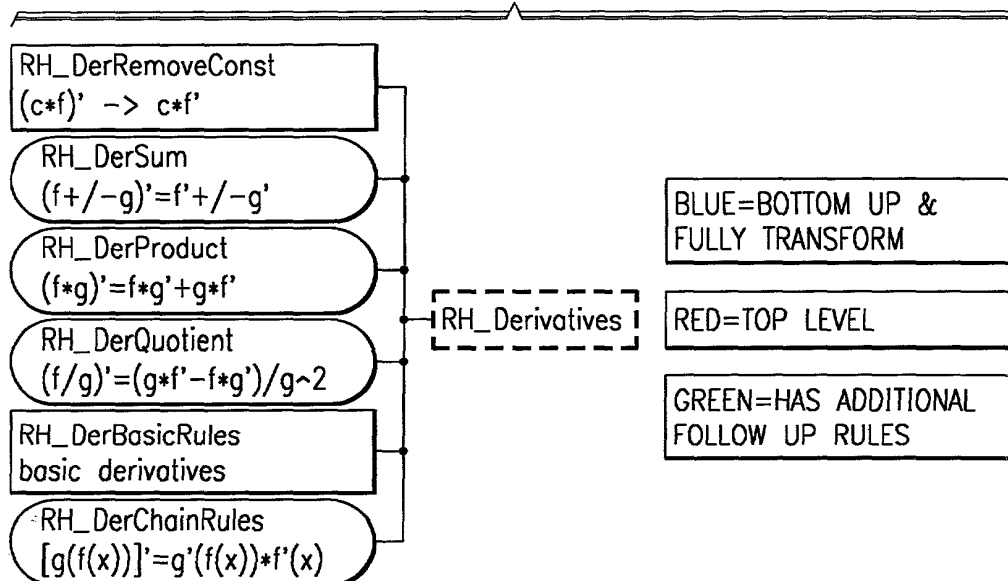 RH_DerRemoveConst
(c*f)' -> c*f'
RH_DerSum
(f+/-g)'=f'+/-g'
RH_DerProduct
(f*g)'=f*g'+g*f'
RH_DerQuotient
(f/g)'=(g*f'-f*g')/g^2
RH_DerBasicRules
basic derivatives
RH_DerChainRules
[g(f(x))]'=g'(f(x))*f'(x)
RH_Derivatives
BLUE=BOTTOM UP &
FULLY TRANSFORM
RED=TOP LEVEL
GREEN=HAS ADDITIONAL
FOLLOW UP RULES